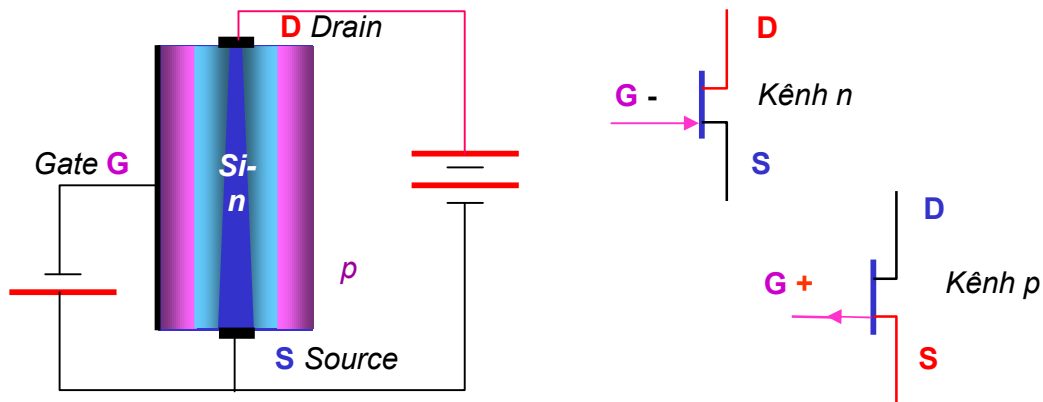 D Drain
Gate G
Si-
n
p
S Source
D
G -
Kênh n
S
D
G +
Kênh p
S